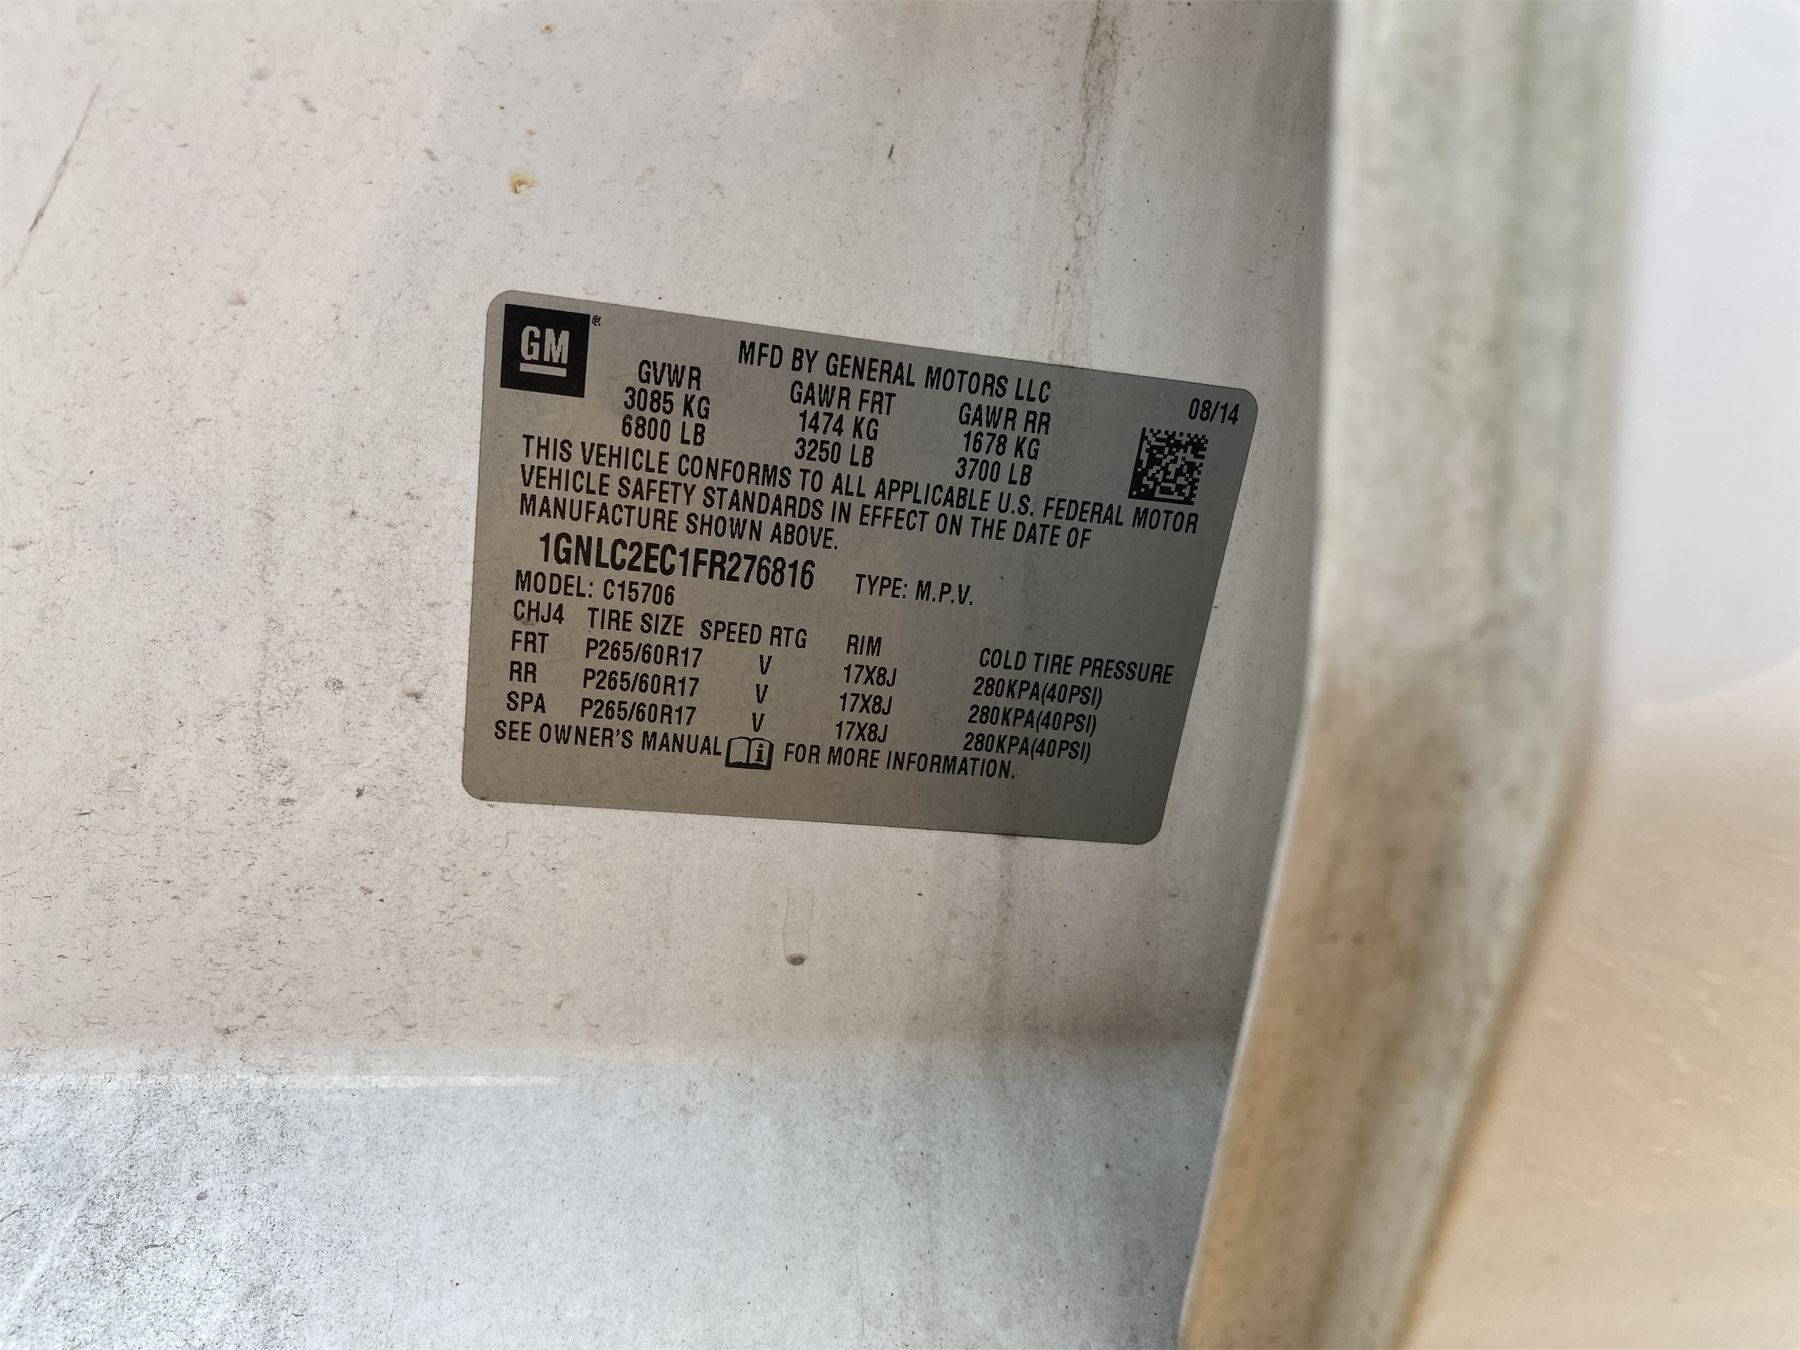 GM®
MFD BY GENERAL MOTORS LLC
08/14
GVWR GAWR FRT GAWR RR
3085 KG 1474 KG 1678 KG
6800 LB 3250 LB 3700 LB
THIS VEHICLE CONFORMS TO ALL APPLICABLE U.S. FEDERAL MOTOR
VEHICLE SAFETY STANDARDS IN EFFECT ON THE DATE OF
MANUFACTURE SHOWN ABOVE.
1GNLC2EC1FR276816 TYPE: M.P.V.
MODEL: C15706
CHJ4 TIRE SIZE SPEED RTG RIM COLD TIRE PRESSURE
FRT P265/60R17 V 17X8J 280KPA(40PSI)
RR P265/60R17 V 17X8J 280KPA(40PSI)
SPA P265/60R17 V 17X8J 280KPA(40PSI)
SEE OWNER'S MANUAL i FOR MORE INFORMATION.